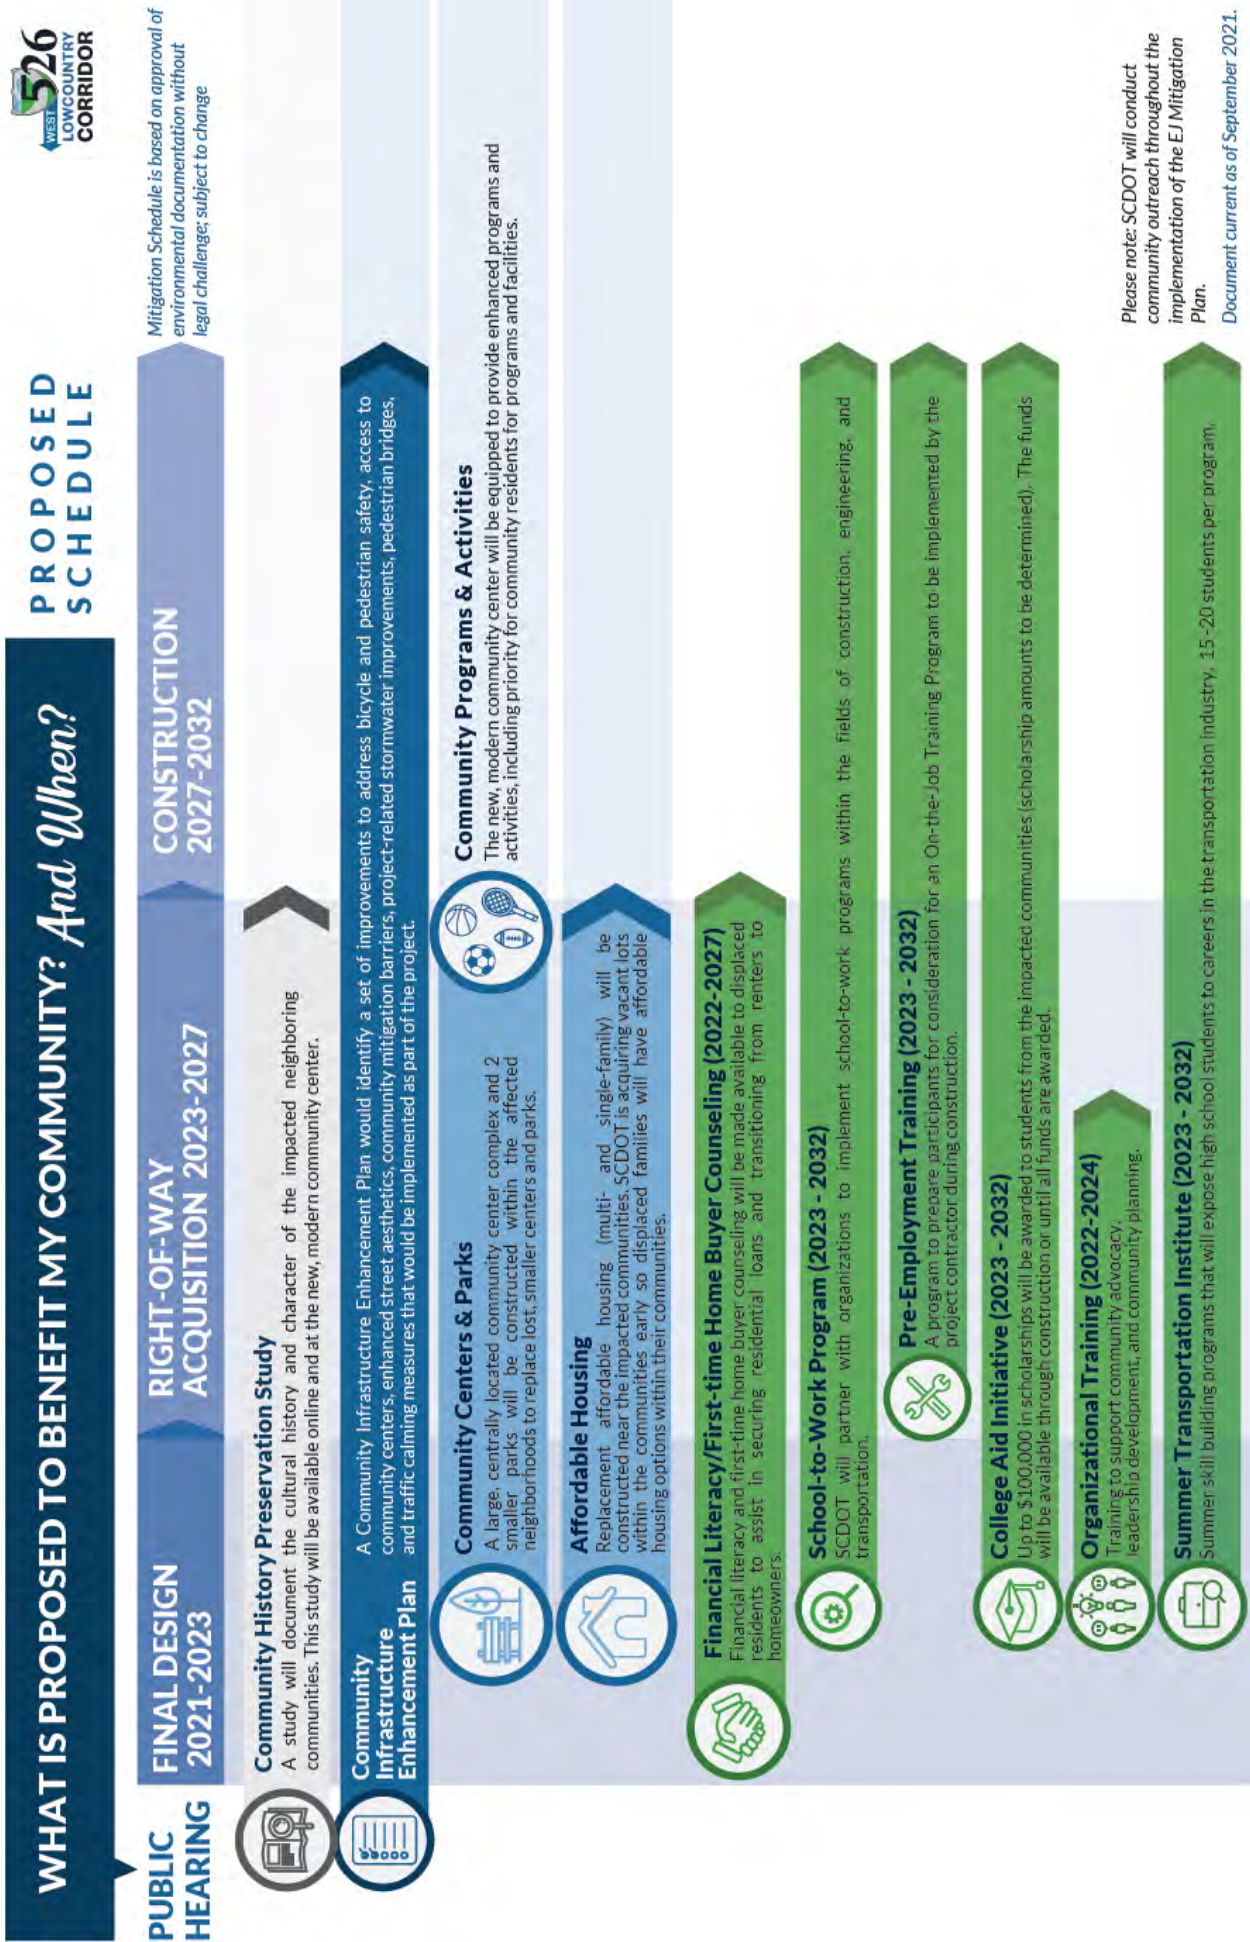 WHAT IS PROPOSED TO BENEFIT MY COMMUNITY? And When?
PROPOSED
SCHEDULE
WEST
526
LOWCOUNTRY
CORRIDOR
PUBLIC
HEARING
FINAL DESIGN
2021-2023
RIGHT-OF-WAY
ACQUISITION 2023-2027
CONSTRUCTION
2027-2032
Mitigation Schedule is based on approval of
environmental documentation without
legal challenge; subject to change
Community History Preservation Study
A study will document the cultural history and character of the impacted neighboring
communities. This study will be available online and at the new, modern community center.
Community
Infrastructure
Enhancement Plan
A Community Infrastructure Enhancement Plan would identify a set of improvements to address bicycle and pedestrian safety, access to
community centers, enhanced street aesthetics, community mitigation barriers, project-related stormwater improvements, pedestrian bridges,
and traffic calming measures that would be implemented as part of the project.
Community Centers & Parks
A large, centrally located community center complex and 2
smaller parks will be constructed within the affected
neighborhoods to replace lost, smaller centers and parks.
Community Programs & Activities
The new, modern community center will be equipped to provide enhanced programs and
activities, including priority for community residents for programs and facilities.
Affordable Housing
Replacement affordable housing (multi- and single-family) will be
constructed near the impacted communities. SCDOT is acquiring vacant lots
within the communities early so displaced families will have affordable
housing options within their communities.
Financial Literacy/First-time Home Buyer Counseling (2022-2027)
Financial literacy and first-time home buyer counseling will be made available to displaced
residents to assist in securing residential loans and transitioning from renters to
homeowners.
School-to-Work Program (2023 - 2032)
SCDOT will partner with organizations to implement school-to-work programs within the fields of construction, engineering, and
transportation.
Pre-Employment Training (2023 - 2032)
A program to prepare participants for consideration for an On-the-Job Training Program to be implemented by the
project contractor during construction.
College Aid Initiative (2023 - 2032)
Up to $100,000 in scholarships will be awarded to students from the impacted communities (scholarship amounts to be determined). The funds
will be available through construction or until all funds are awarded.
Organizational Training (2022-2024)
Training to support community advocacy,
leadership development, and community planning.
Summer Transportation Institute (2023 - 2032)
Summer skill building programs that will expose high school students to careers in the transportation industry, 15 -20 students per program.
Please note: SCDOT will conduct
community outreach throughout the
implementation of the EJ Mitigation
Plan.
Document current as of September 2021.